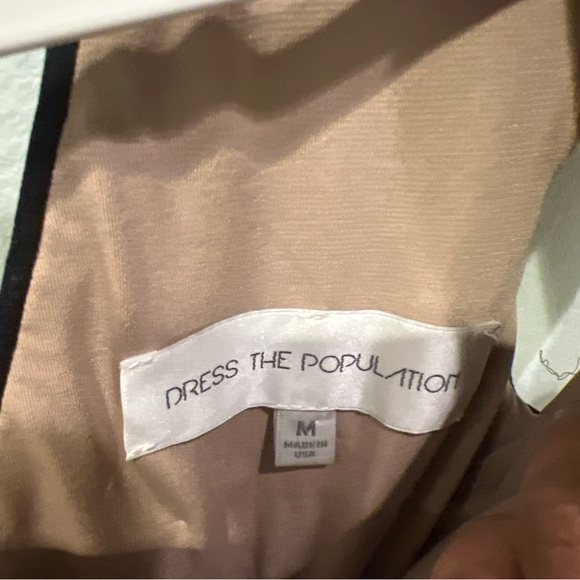 DRESS THE POPULATION
M
MADE IN
USA